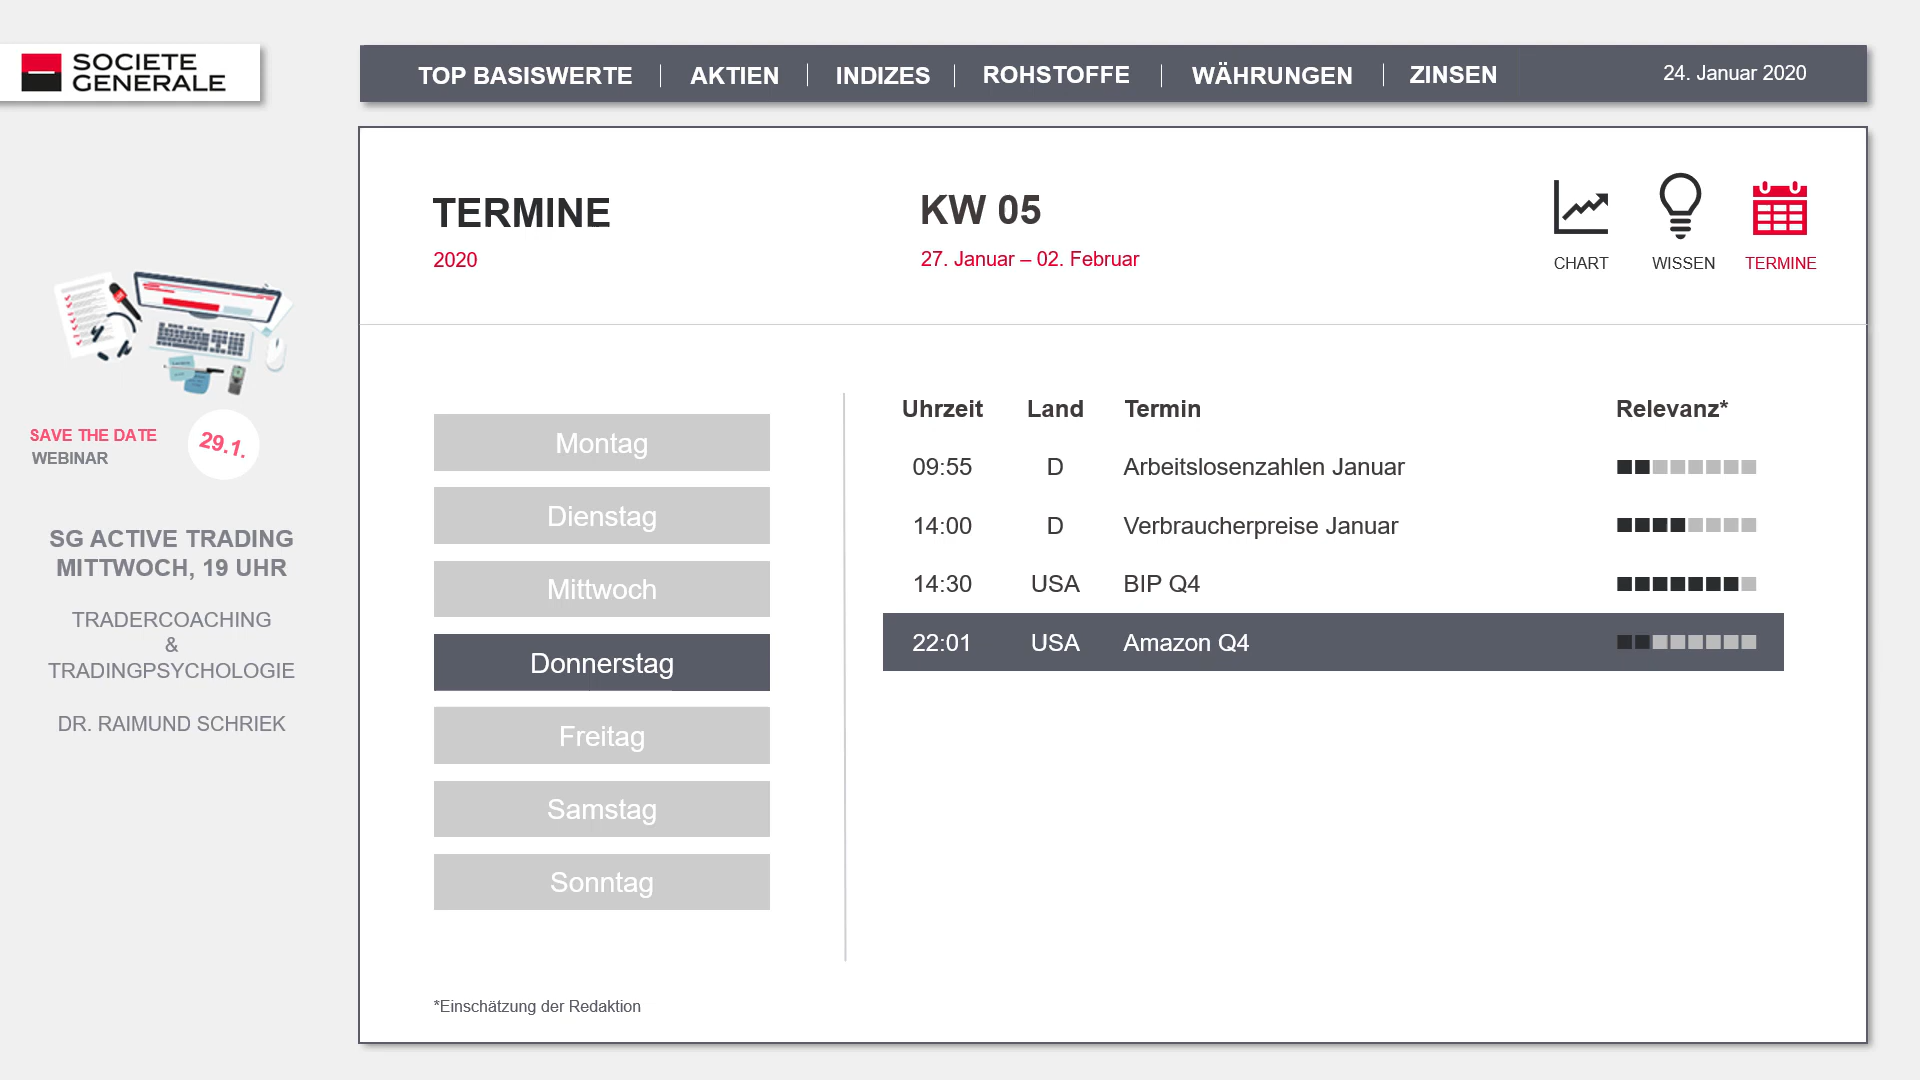 SOCIETE
GENERALE
TOP BASISWERTE
AKTIEN
INDIZES
ROHSTOFFE
WÄHRUNGEN
ZINSEN
24. Januar 2020
TERMINE
2020
KW 05
27. Januar – 02. Februar
CHART
WISSEN
TERMINE
SAVE THE DATE
WEBINAR
29.1.
SG ACTIVE TRADING
MITTWOCH, 19 UHR
TRADERCOACHING
&
TRADINGPSYCHOLOGIE
DR. RAIMUND SCHRIEK
Montag
Dienstag
Mittwoch
Donnerstag
Freitag
Samstag
Sonntag
Uhrzeit Land Termin Relevanz*
09:55 D Arbeitslosenzahlen Januar
14:00 D Verbraucherpreise Januar
14:30 USA BIP Q4
22:01 USA Amazon Q4
*Einschätzung der Redaktion